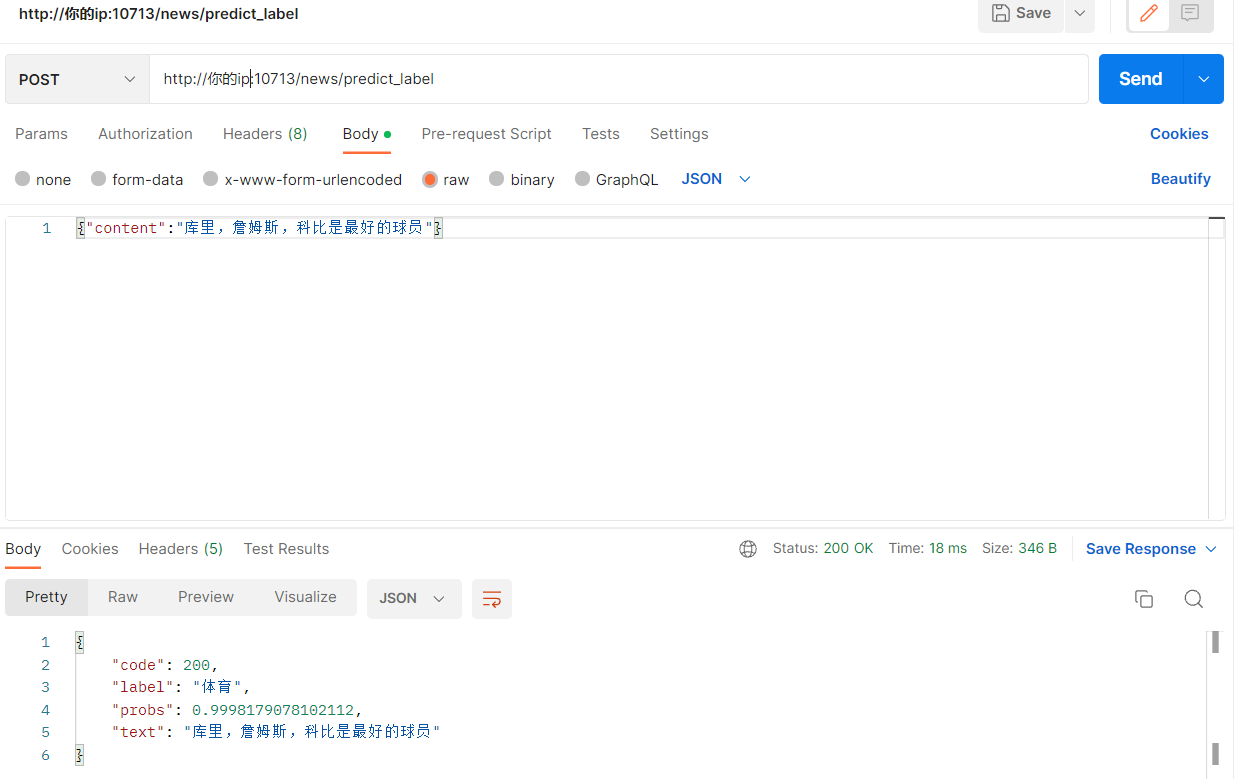 http://你的ip:10713/news/predict_label Save
POST http://你的ip:10713/news/predict_label Send
Params Authorization Headers (8) Body Pre-request Script Tests Settings Cookies
none form-data x-www-form-urlencoded raw binary GraphQL JSON Beautify
1 {"content":"库里，詹姆斯，科比是最好的球员"}
Body Cookies Headers (5) Test Results Status: 200 OK Time: 18 ms Size: 346 B Save Response
Pretty Raw Preview Visualize JSON
1 {
2 "code": 200,
3 "label": "体育",
4 "probs": 0.9998179078102112,
5 "text": "库里，詹姆斯，科比是最好的球员"
6 }